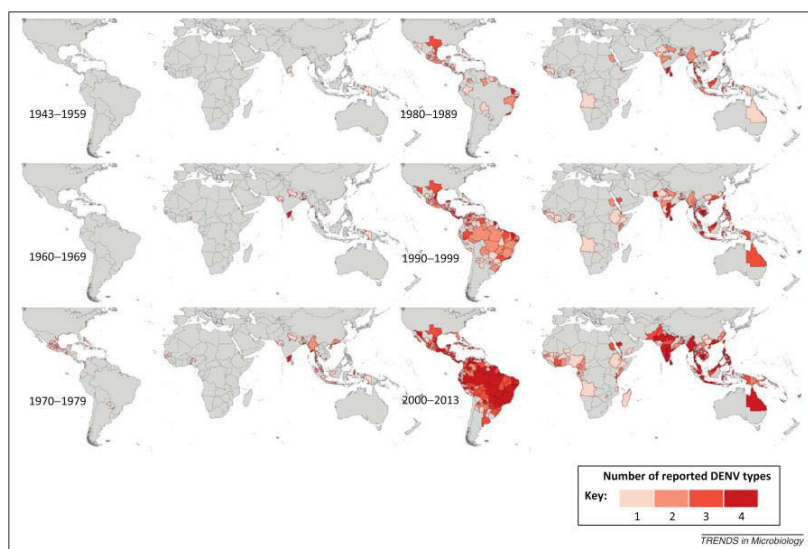 1943–1959
1980–1989
1960–1969
1990–1999
1970–1979
2000–2013
Number of reported DENV types
Key:
1 2 3 4
TRENDS in Microbiology